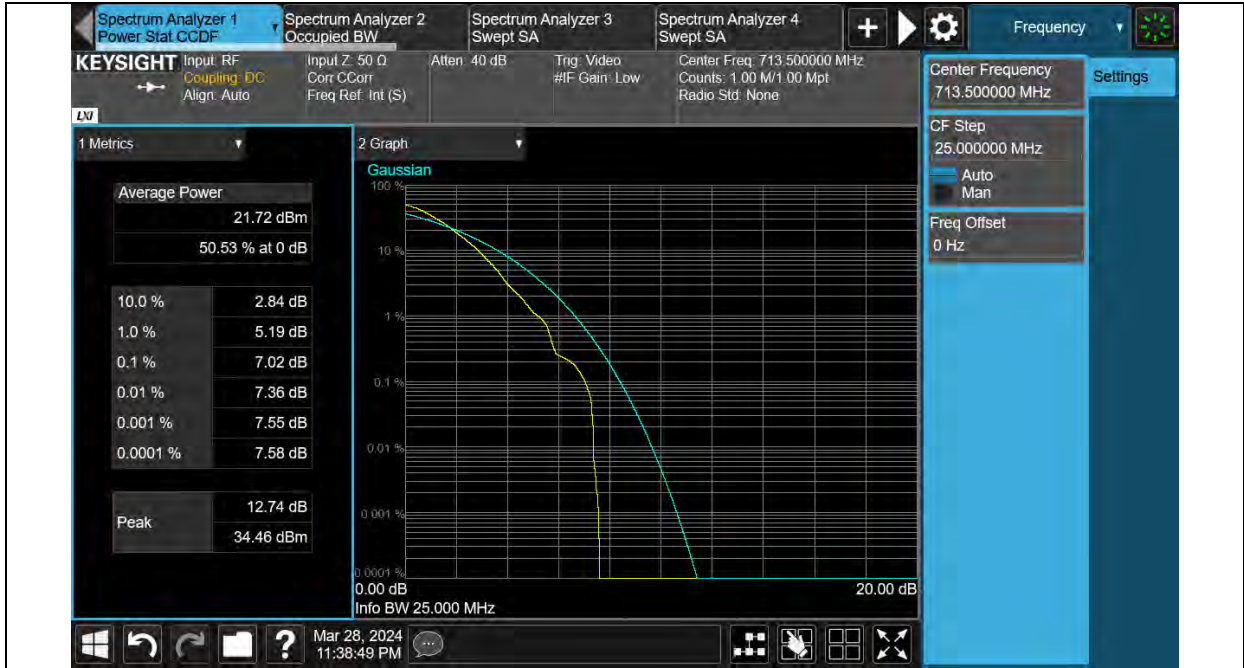 Spectrum Analyzer 1
Power Stat CCDF
Spectrum Analyzer 2
Occupied BW
Spectrum Analyzer 3
Swept SA
Spectrum Analyzer 4
Swept SA
Frequency
KEYSIGHT
LXI
Input: RF
Coupling: DC
Align: Auto
Input Z: 50 Ω
Corr CCorr
Freq Ref: Int (S)
Atten: 40 dB
Trig: Video
#IF Gain: Low
Center Freq: 713.500000 MHz
Counts: 1.00 M/1.00 Mpt
Radio Std: None
Center Frequency
713.500000 MHz
Settings
CF Step
25.000000 MHz
Auto
Man
Freq Offset
0 Hz
1 Metrics
Average Power
21.72 dBm
50.53 % at 0 dB
10.0 % 2.84 dB
1.0 % 5.19 dB
0.1 % 7.02 dB
0.01 % 7.36 dB
0.001 % 7.55 dB
0.0001 % 7.58 dB
Peak
12.74 dB
34.46 dBm
2 Graph
Gaussian
100 %
10 %
1 %
0.1 %
0.01 %
0.001 %
0.0001 %
0.00 dB
20.00 dB
Info BW 25.000 MHz
?
Mar 28, 2024
11:38:49 PM